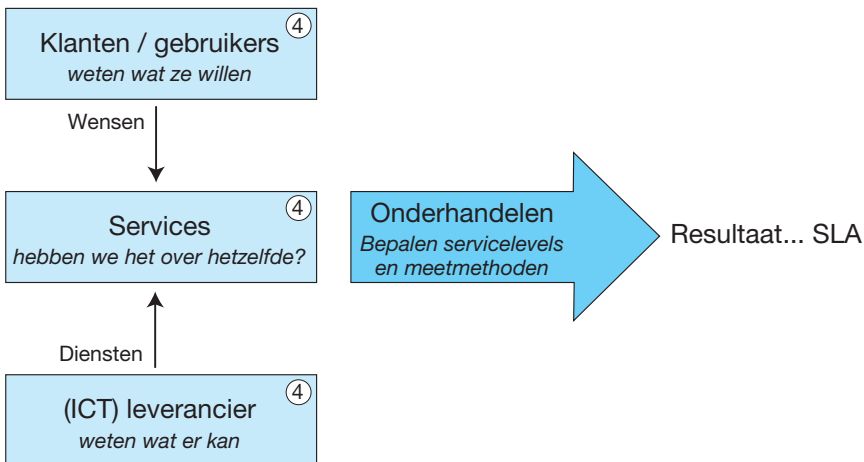 Klanten / gebruikers
4
weten wat ze willen
Wensen
Services
4
hebben we het over hetzelfde?
Diensten
(ICT) leverancier
4
weten wat er kan
Onderhandelen
Bepalen servicelevels
en meetmethoden
Resultaat... SLA